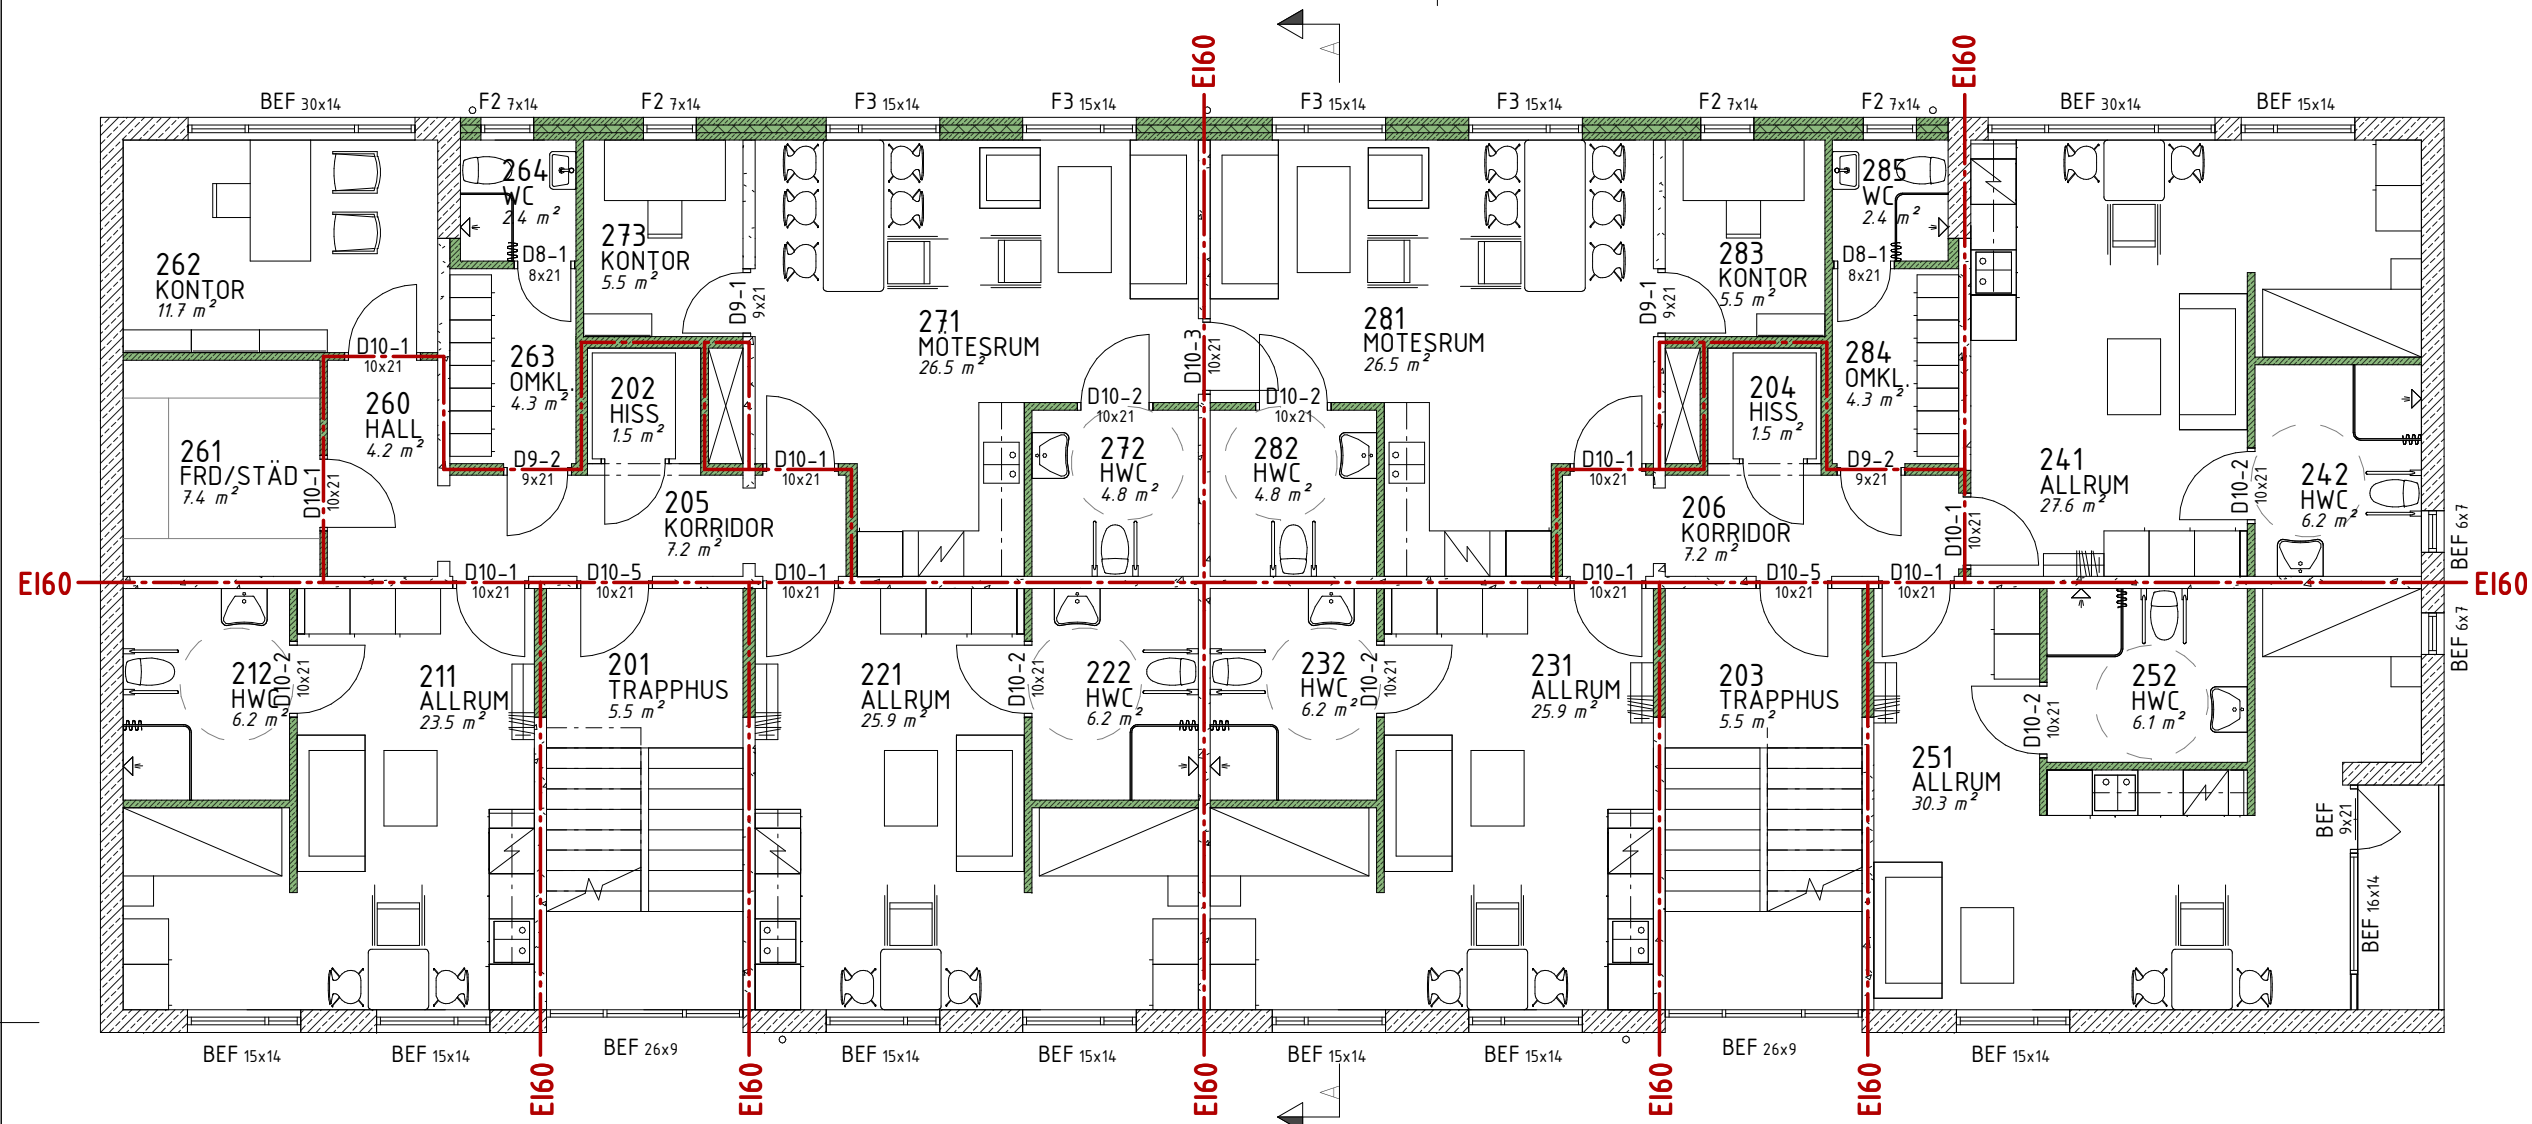 A
EI60
EI60
BEF 30x14
F2 7x14
F2 7x14
F3 15x14
F3 15x14
F3 15x14
F3 15x14
F2 7x14
F2 7x14
BEF 30x14
BEF 15x14
264
WC
2.4 m²
285
WC
2.4 m²
273
KONTOR
5.5 m²
283
KONTOR
5.5 m²
262
KONTOR
11.7 m²
D8-1
8x21
D8-1
8x21
D9-1
9x21
D9-1
9x21
271
MÖTESRUM
26.5 m²
281
MÖTESRUM
26.5 m²
D10-3
10x21
D10-1
10x21
263
OMKL.
4.3 m²
284
OMKL.
4.3 m²
202
HISS
1.5 m²
204
HISS
1.5 m²
260
HALL
4.2 m²
D10-2
10x21
D10-2
10x21
261
FRD/STÄD
7.4 m²
D10-1
10x21
D9-2
9x21
D10-1
10x21
272
HWC
4.8 m²
282
HWC
4.8 m²
D10-1
10x21
D9-2
9x21
241
ALLRUM
27.6 m²
D10-2
10x21
242
HWC
6.2 m²
205
KORRIDOR
7.2 m²
206
KORRIDOR
7.2 m²
D10-1
10x21
BEF 6x7
EI60
D10-1
10x21
D10-5
10x21
D10-1
10x21
D10-1
10x21
D10-5
10x21
D10-1
10x21
EI60
BEF 6x7
212
HWC
6.2 m²
D10-2
10x21
211
ALLRUM
23.5 m²
201
TRAPPHUS
5.5 m²
221
ALLRUM
25.9 m²
D10-2
10x21
222
HWC
6.2 m²
232
HWC
6.2 m²
D10-2
10x21
231
ALLRUM
25.9 m²
203
TRAPPHUS
5.5 m²
D10-2
10x21
252
HWC
6.1 m²
251
ALLRUM
30.3 m²
BEF
9x21
BEF 16x14
BEF 15x14
BEF 15x14
BEF 26x9
BEF 15x14
BEF 15x14
BEF 15x14
BEF 15x14
BEF 26x9
BEF 15x14
EI60
EI60
EI60
A
EI60
EI60